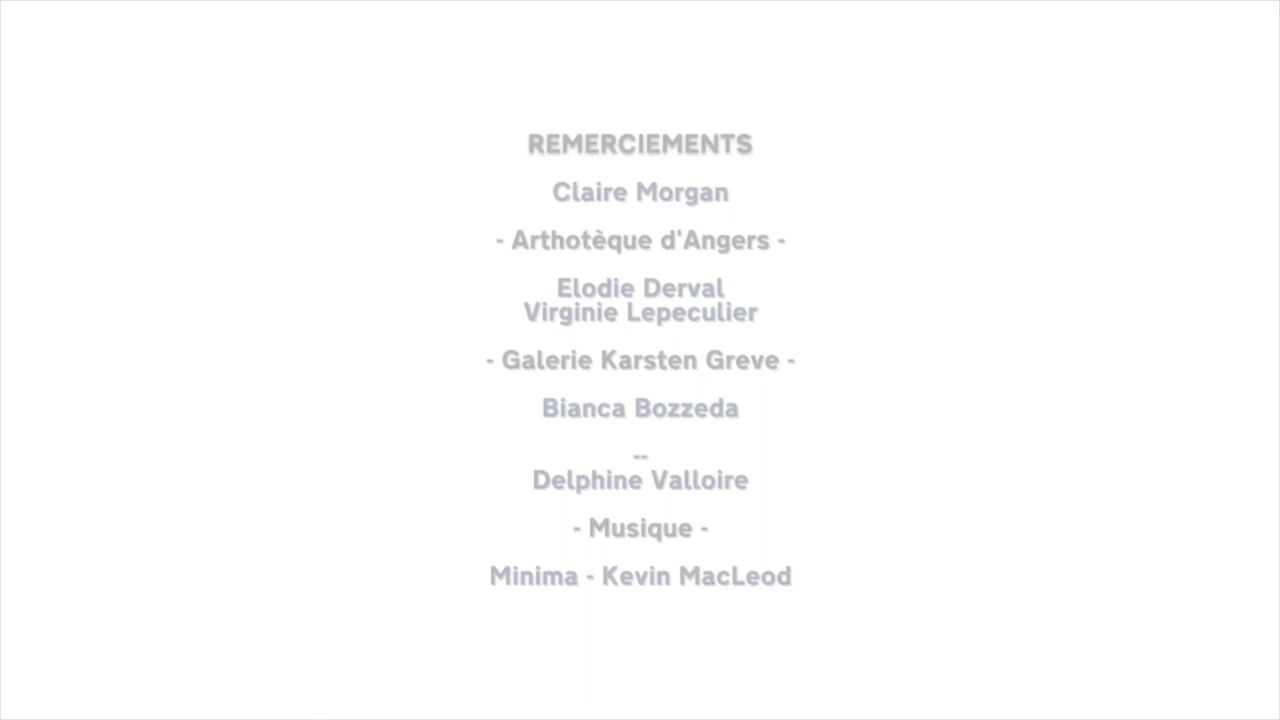 REMERCIEMENTS
Claire Morgan
- Arthotèque d'Angers -
Elodie Derval
Virginie Lepeculier
- Galerie Karsten Greve -
Bianca Bozzeda
--
Delphine Valloire
- Musique -
Minima - Kevin MacLeod